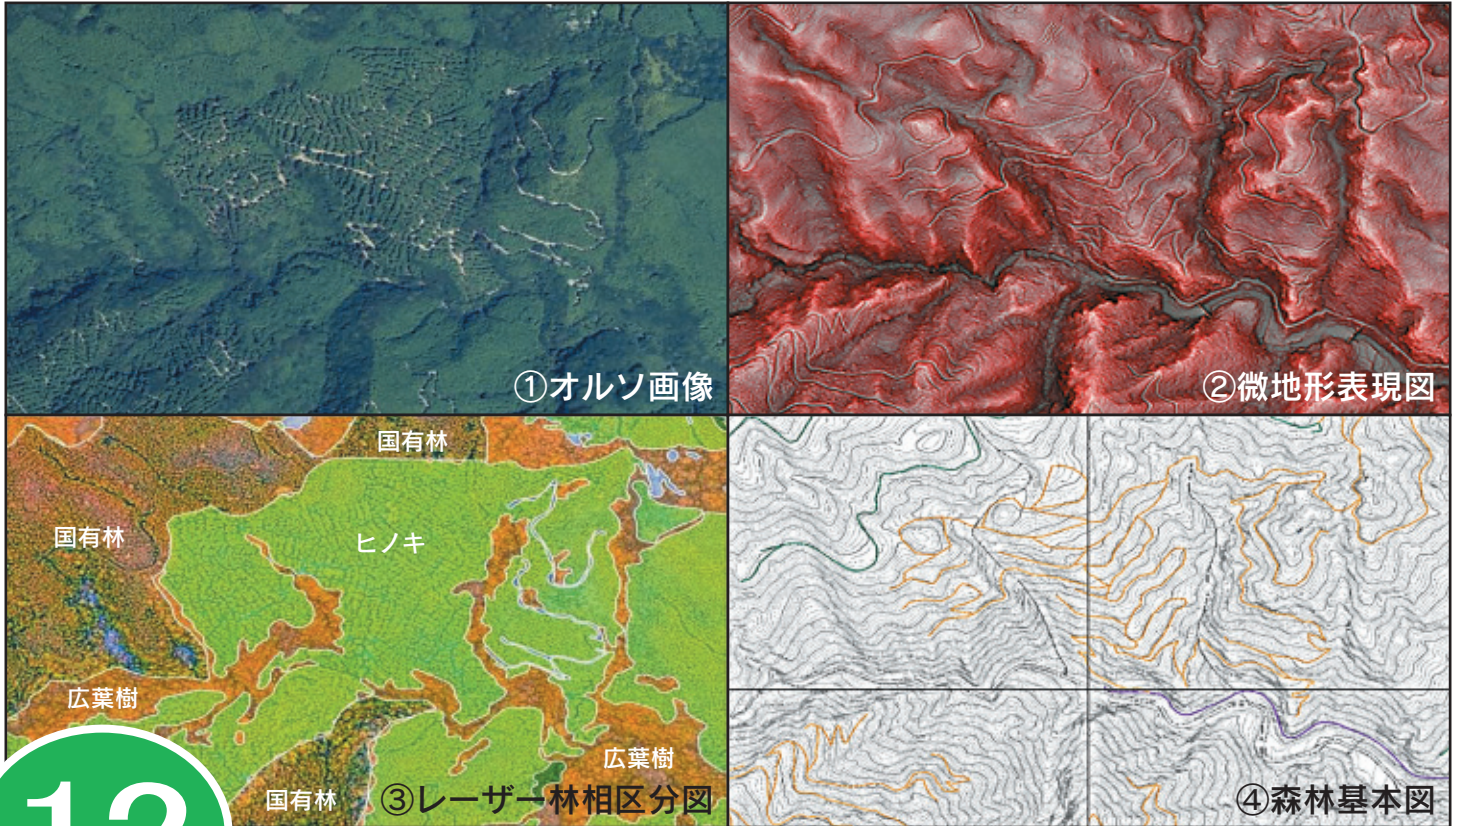 ①オルソ画像
②微地形表現図
国有林
国有林
ヒノキ
広葉樹
広葉樹
国有林
③レーザー林相区分図
④森林基本図
12